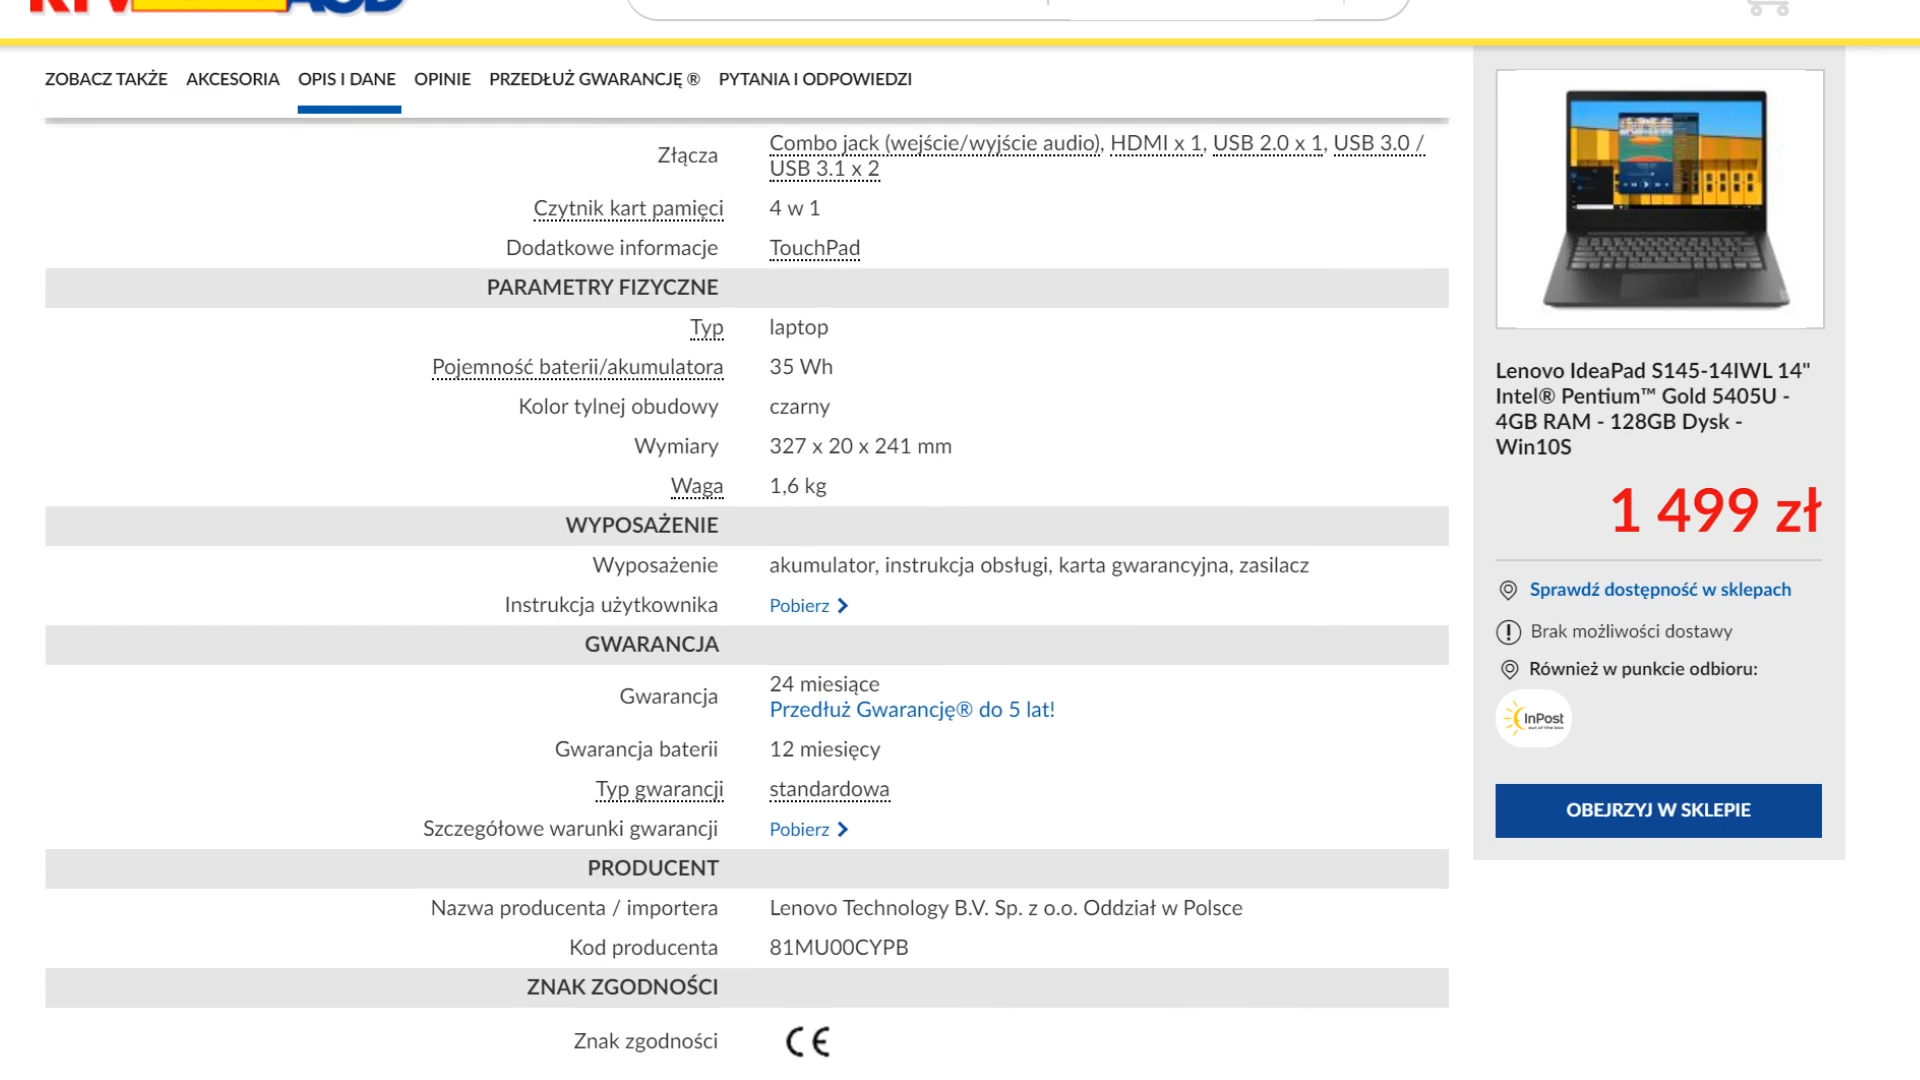 ZOBACZ TAKŻE AKCESORIA OPIS I DANE OPINIE PRZEDŁUŻ GWARANCJĘ ® PYTANIA I ODPOWIEDZI
Złącza Combo jack (wejście/wyjście audio), HDMI x 1, USB 2.0 x 1, USB 3.0 /
USB 3.1 x 2
Czytnik kart pamięci 4 w 1
Dodatkowe informacje TouchPad
PARAMETRY FIZYCZNE
Typ laptop
Pojemność baterii/akumulatora 35 Wh
Kolor tylnej obudowy czarny
Wymiary 327 x 20 x 241 mm
Waga 1,6 kg
WYPOSAŻENIE
Wyposażenie akumulator, instrukcja obsługi, karta gwarancyjna, zasilacz
Instrukcja użytkownika Pobierz
GWARANCJA
Gwarancja 24 miesiące
Przedłuż Gwarancję® do 5 lat!
Gwarancja baterii 12 miesięcy
Typ gwarancji standardowa
Szczegółowe warunki gwarancji Pobierz
PRODUCENT
Nazwa producenta / importera Lenovo Technology B.V. Sp. z o.o. Oddział w Polsce
Kod producenta 81MU00CYPB
ZNAK ZGODNOŚCI
Znak zgodności CE
Lenovo IdeaPad S145-14IWL 14"
Intel® Pentium™ Gold 5405U -
4GB RAM - 128GB Dysk -
Win10S
1 499 zł
Sprawdź dostępność w sklepach
Brak możliwości dostawy
Również w punkcie odbioru:
InPost
OBEJRZYJ W SKLEPIE